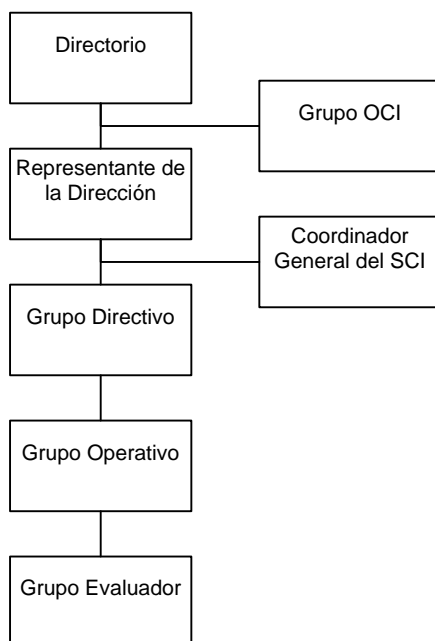 Directorio
Grupo OCI
Representante de
la Dirección
Coordinador
General del SCI
Grupo Directivo
Grupo Operativo
Grupo Evaluador